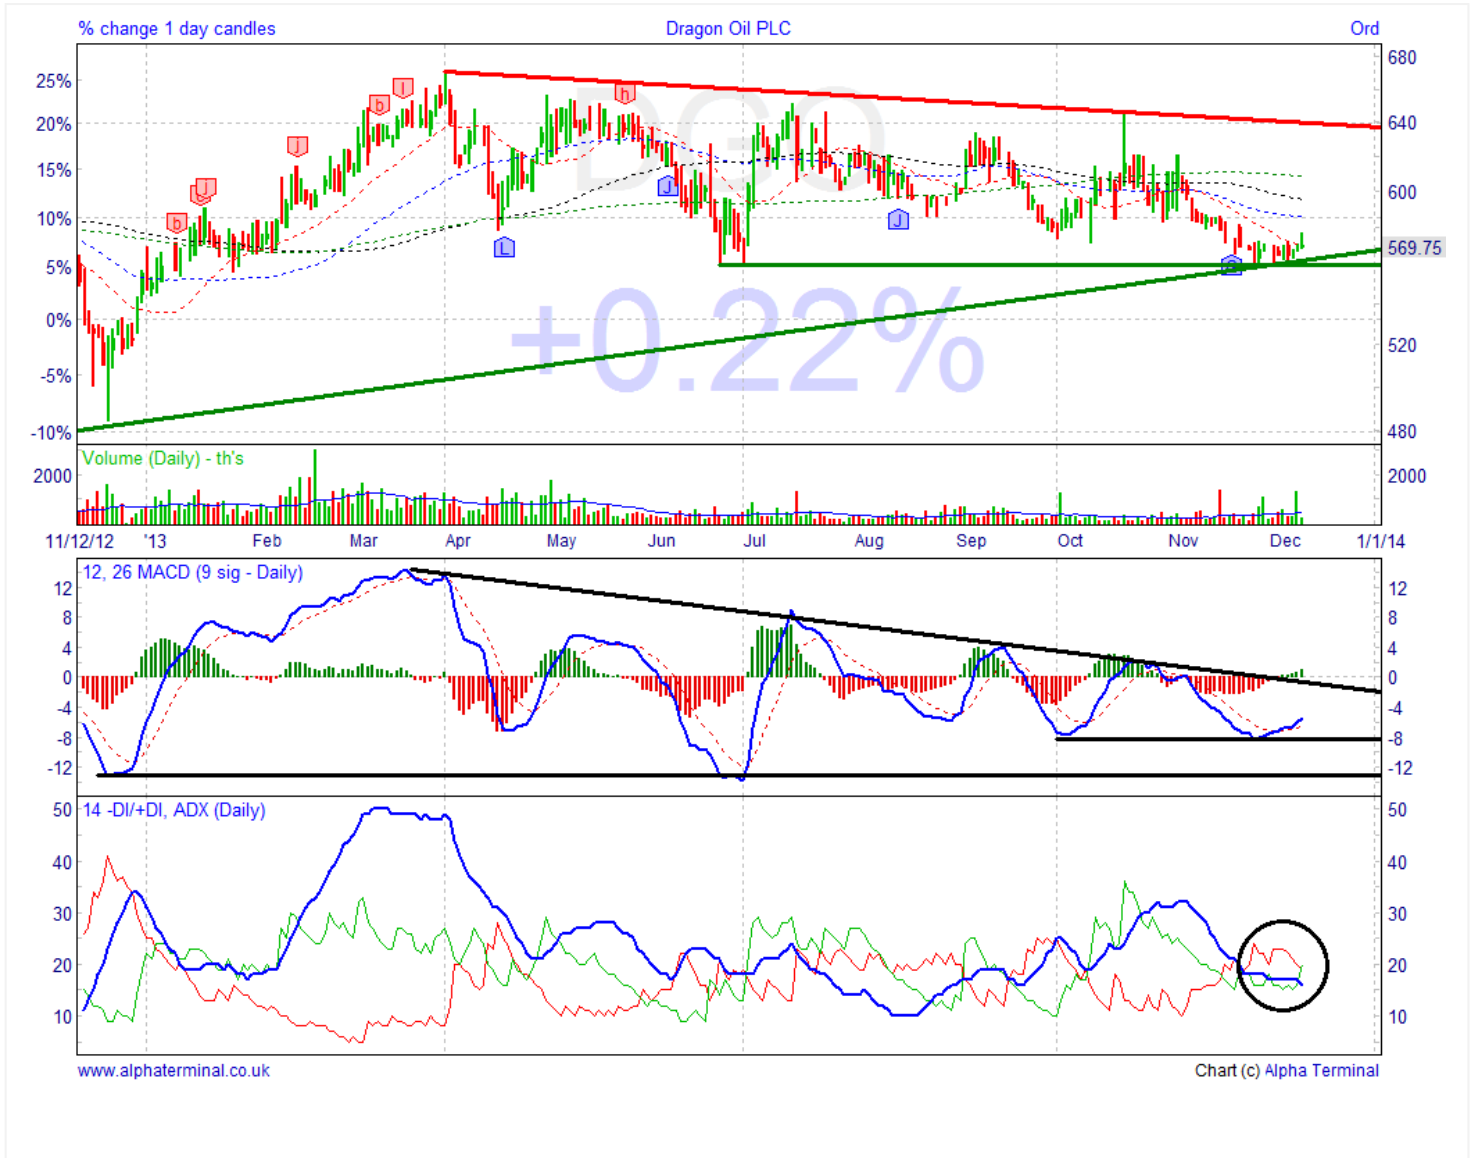 % change 1 day candles Dragon Oil PLC Ord
DGO
+0.22%
25%
20%
15%
10%
5%
0%
-5%
-10%
680
640
600
569.75
520
480
b
J
J
b
l
h
L
J
J
Volume (Daily) - th's
2000 2000
11/12/12 '13 Feb Mar Apr May Jun Jul Aug Sep Oct Nov Dec 1/1/14
12, 26 MACD (9 sig - Daily)
12 12
8 8
4 4
0 0
-4 -4
-8 -8
-12 -12
14 -DI/+DI, ADX (Daily)
50 50
40 40
30 30
20 20
10 10
www.alphaterminal.co.uk Chart (c) Alpha Terminal